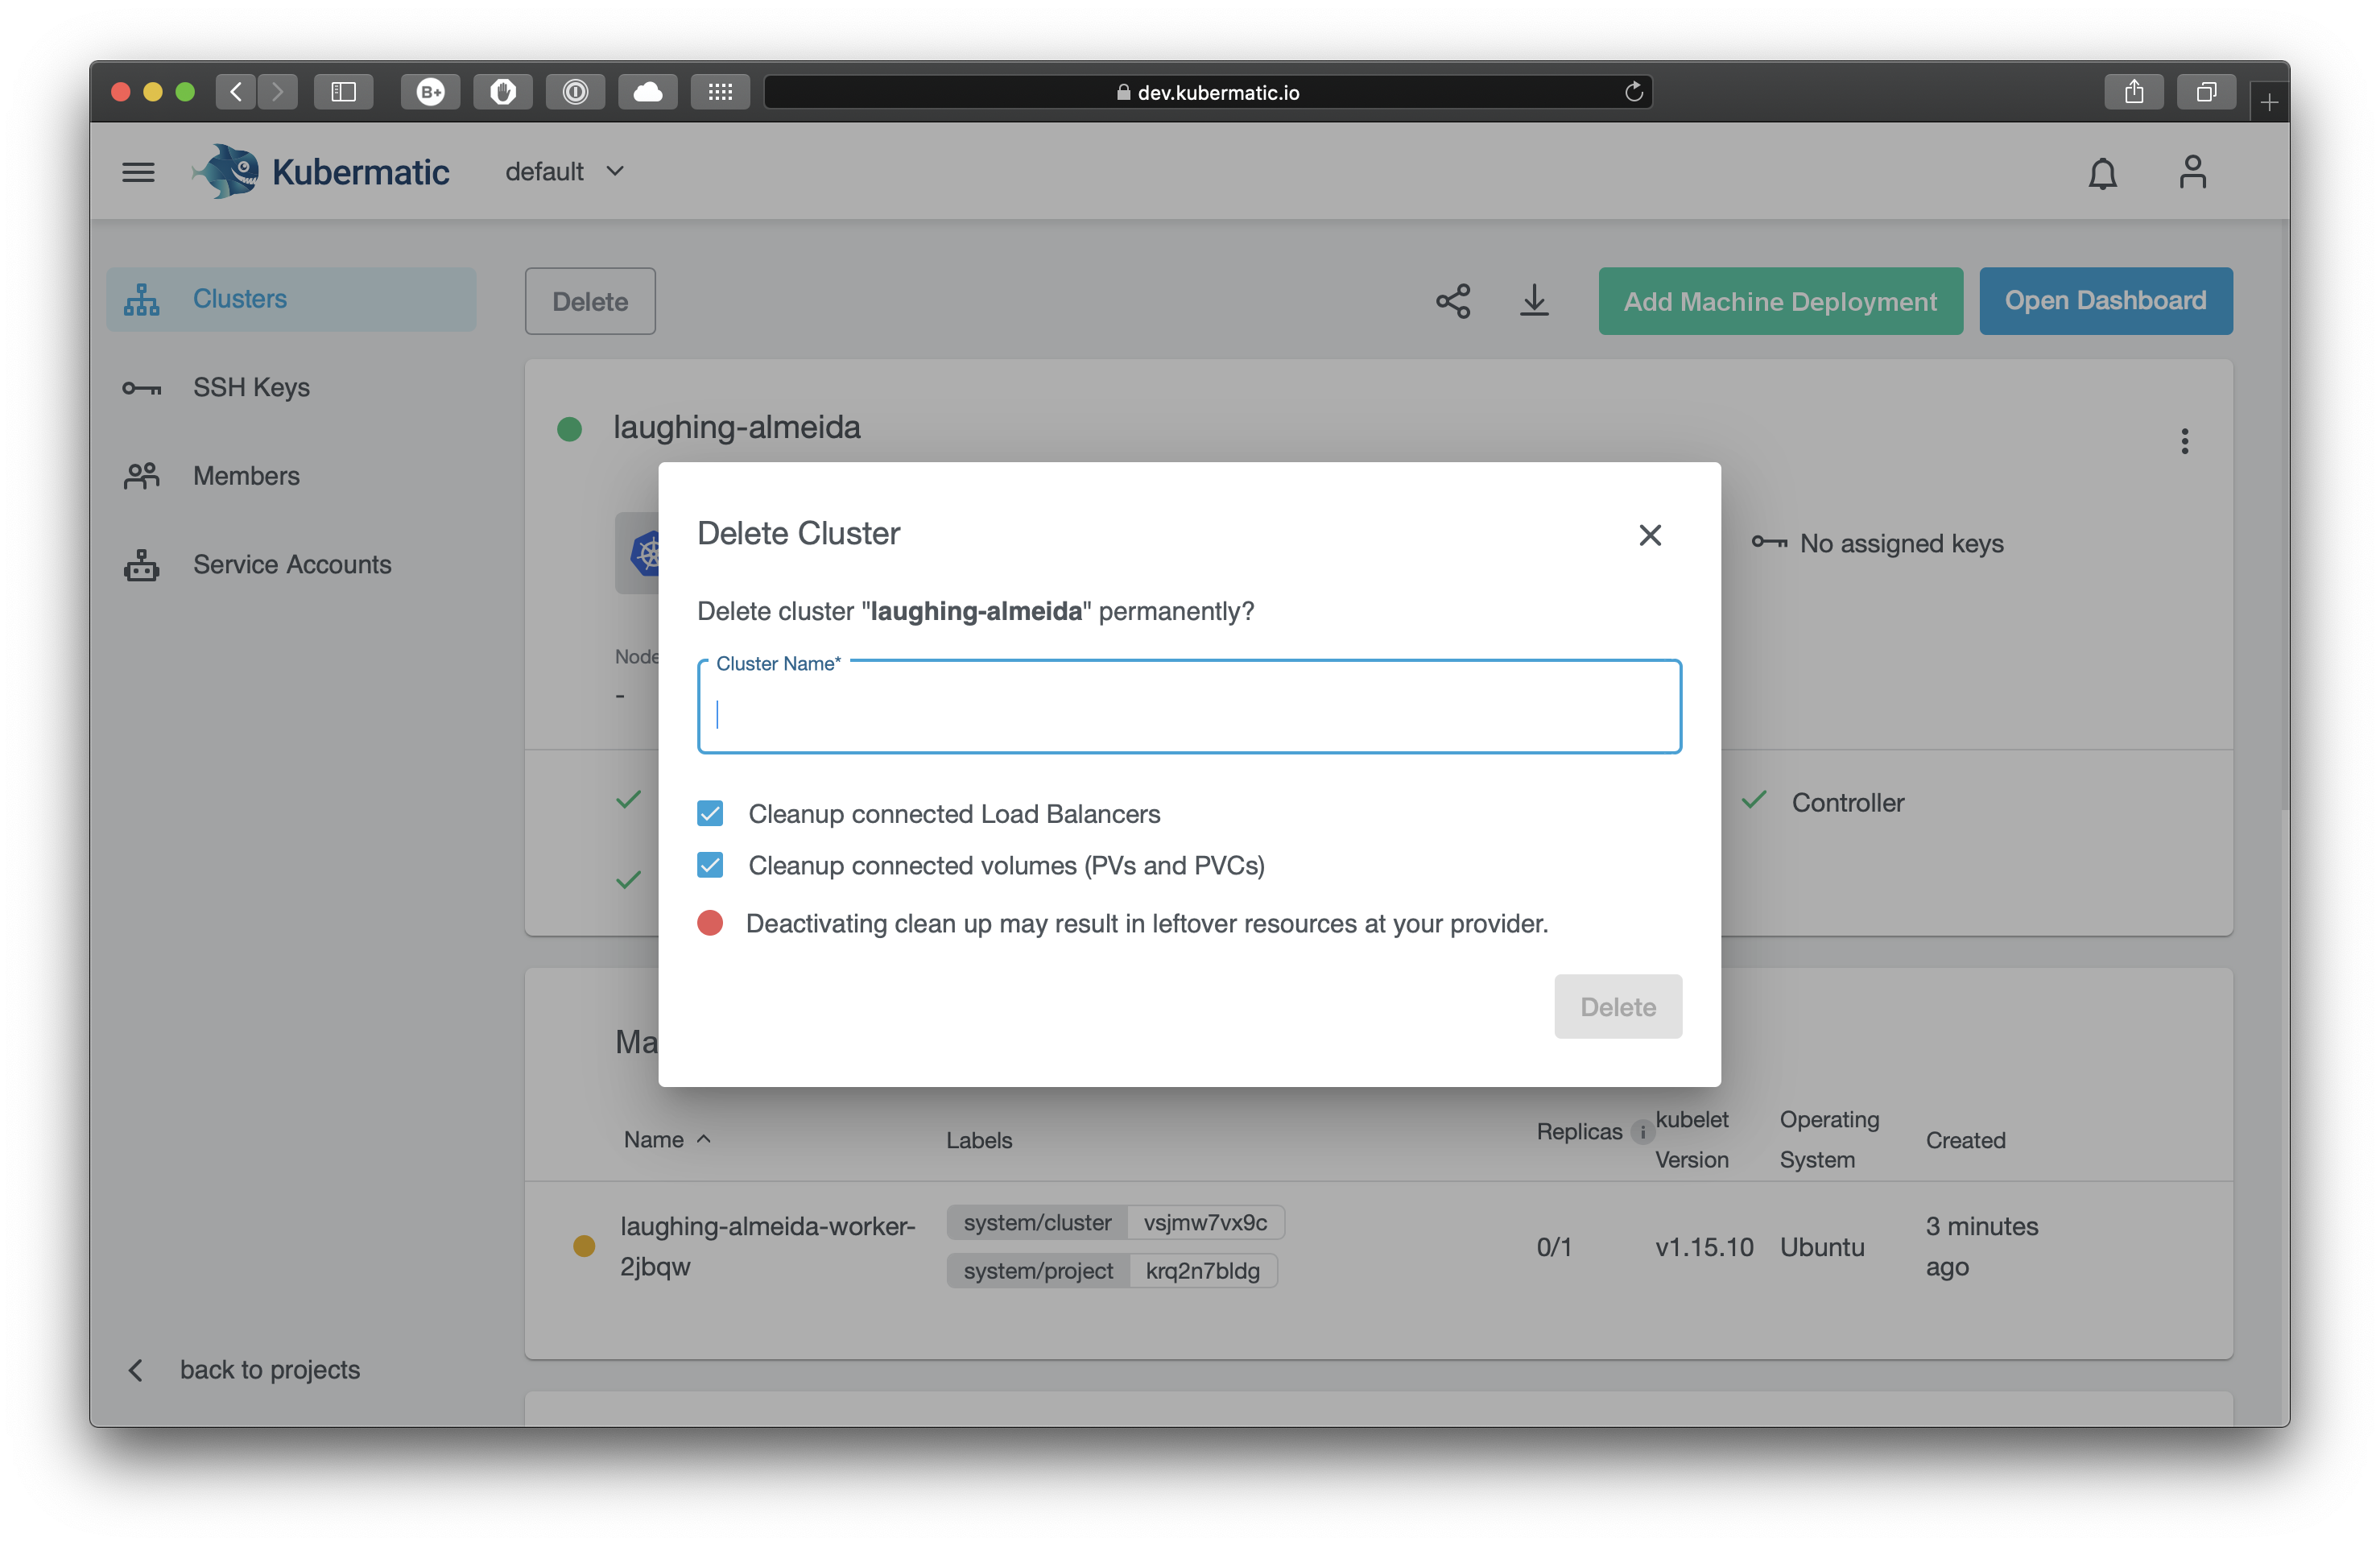 B+
dev.kubermatic.io
Kubermatic
default
Clusters
SSH Keys
Members
Service Accounts
back to projects
Delete
Add Machine Deployment
Open Dashboard
laughing-almeida
No assigned keys
-
Controller
Delete Cluster
Delete cluster "laughing-almeida" permanently?
Cluster Name*
Cleanup connected Load Balancers
Cleanup connected volumes (PVs and PVCs)
Deactivating clean up may result in leftover resources at your provider.
Delete
Name
Labels
Replicas i
kubelet
Version
Operating
System
Created
laughing-almeida-worker-
2jbqw
system/cluster vsjmw7vx9c
system/project krq2n7bldg
0/1
v1.15.10
Ubuntu
3 minutes
ago